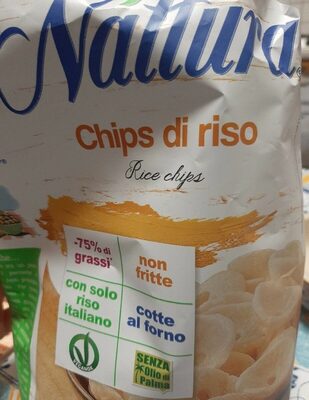 Nattura
Chips di riso
Rice chips
-75% di
grassi
non
fritte
con solo
riso
italiano
cotte
al forno
SENZA
Olio di
Palma